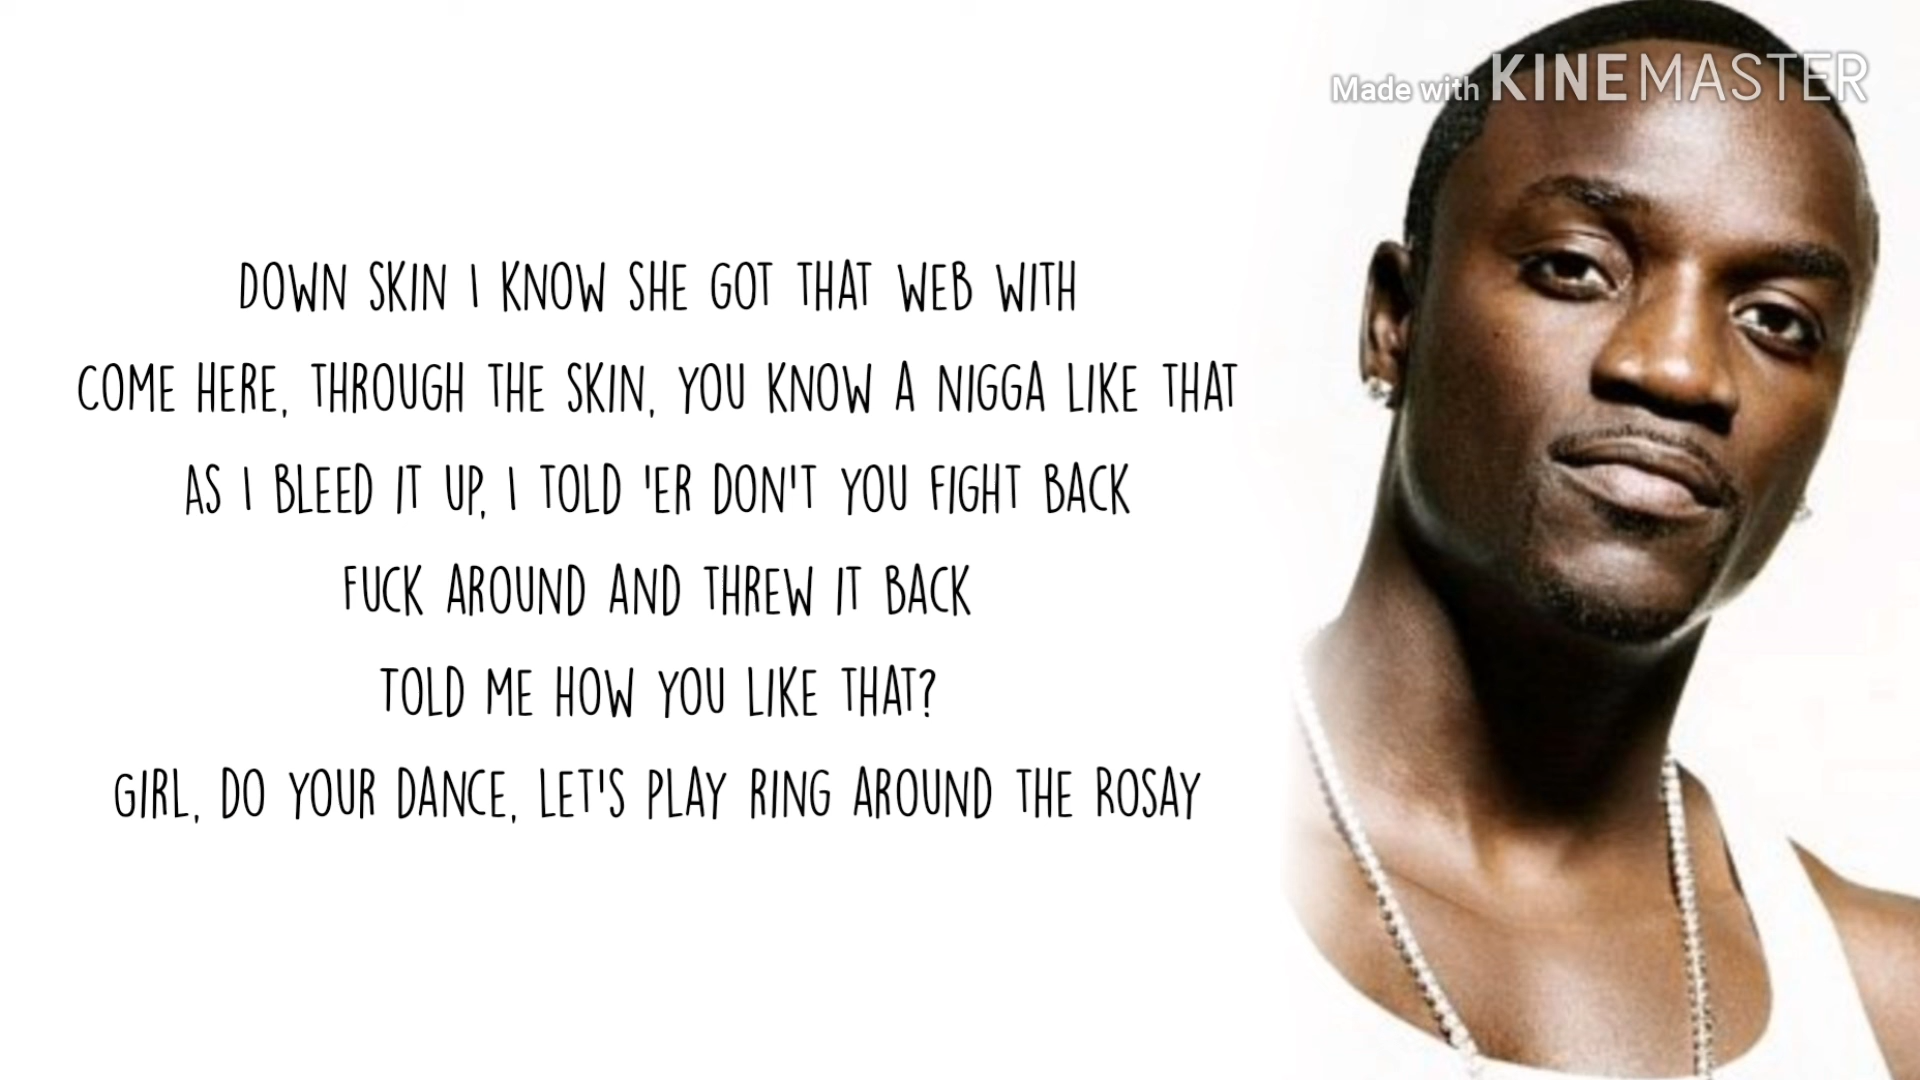 Made with KINEMASTER
DOWN SKIN I KNOW SHE GOT THAT WEB WITH
COME HERE, THROUGH THE SKIN, YOU KNOW A NIGGA LIKE THAT
AS I BLEED IT UP, I TOLD 'ER DON'T YOU FIGHT BACK
FUCK AROUND AND THREW IT BACK
TOLD ME HOW YOU LIKE THAT?
GIRL, DO YOUR DANCE, LET'S PLAY RING AROUND THE ROSAY